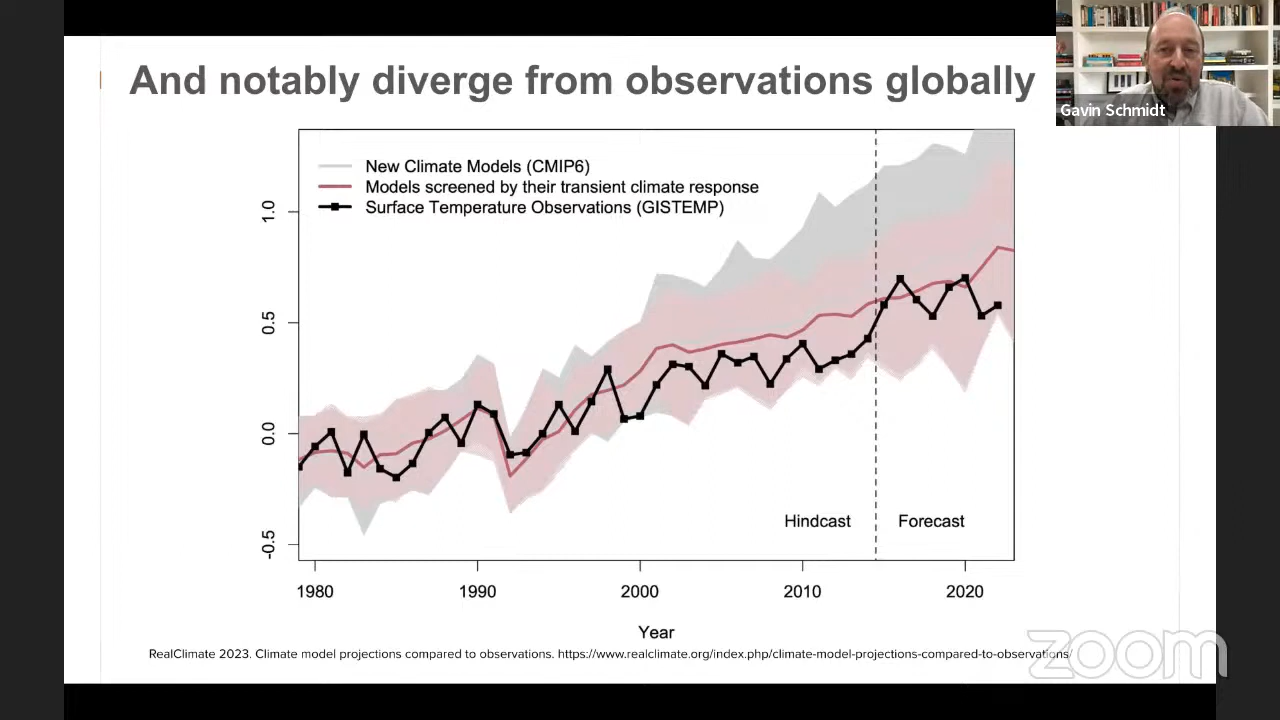 And notably diverge from observations globally
Gavin Schmidt
New Climate Models (CMIP6)
Models screened by their transient climate response
Surface Temperature Observations (GISTEMP)
1.0
0.5
0.0
-0.5
Hindcast
Forecast
1980
1990
2000
2010
2020
Year
RealClimate 2023. Climate model projections compared to observations. https://www.realclimate.org/index.php/climate-model-projections-compared-to-observations/
zoom